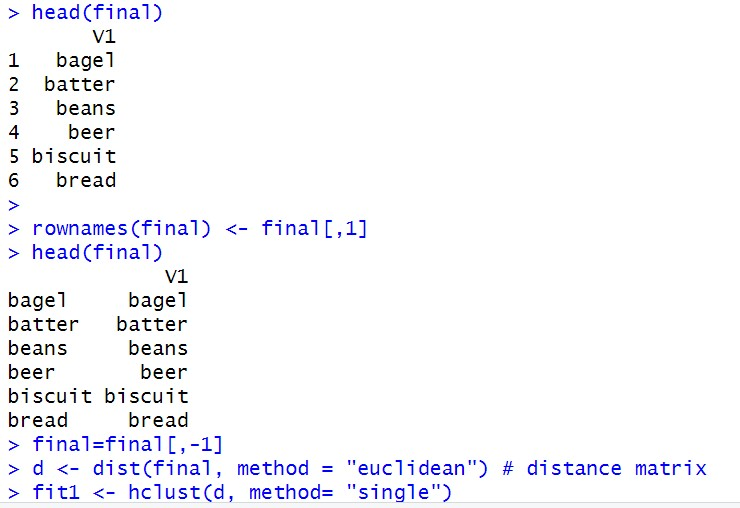 > head(final)
       V1
1   bagel
2  batter
3   beans
4    beer
5 biscuit
6   bread
>
> rownames(final) <- final[,1]
> head(final)
             V1
bagel     bagel
batter   batter
beans     beans
beer       beer
biscuit biscuit
bread     bread
> final=final[,-1]
> d <- dist(final, method = "euclidean") # distance matrix
> fit1 <- hclust(d, method= "single")